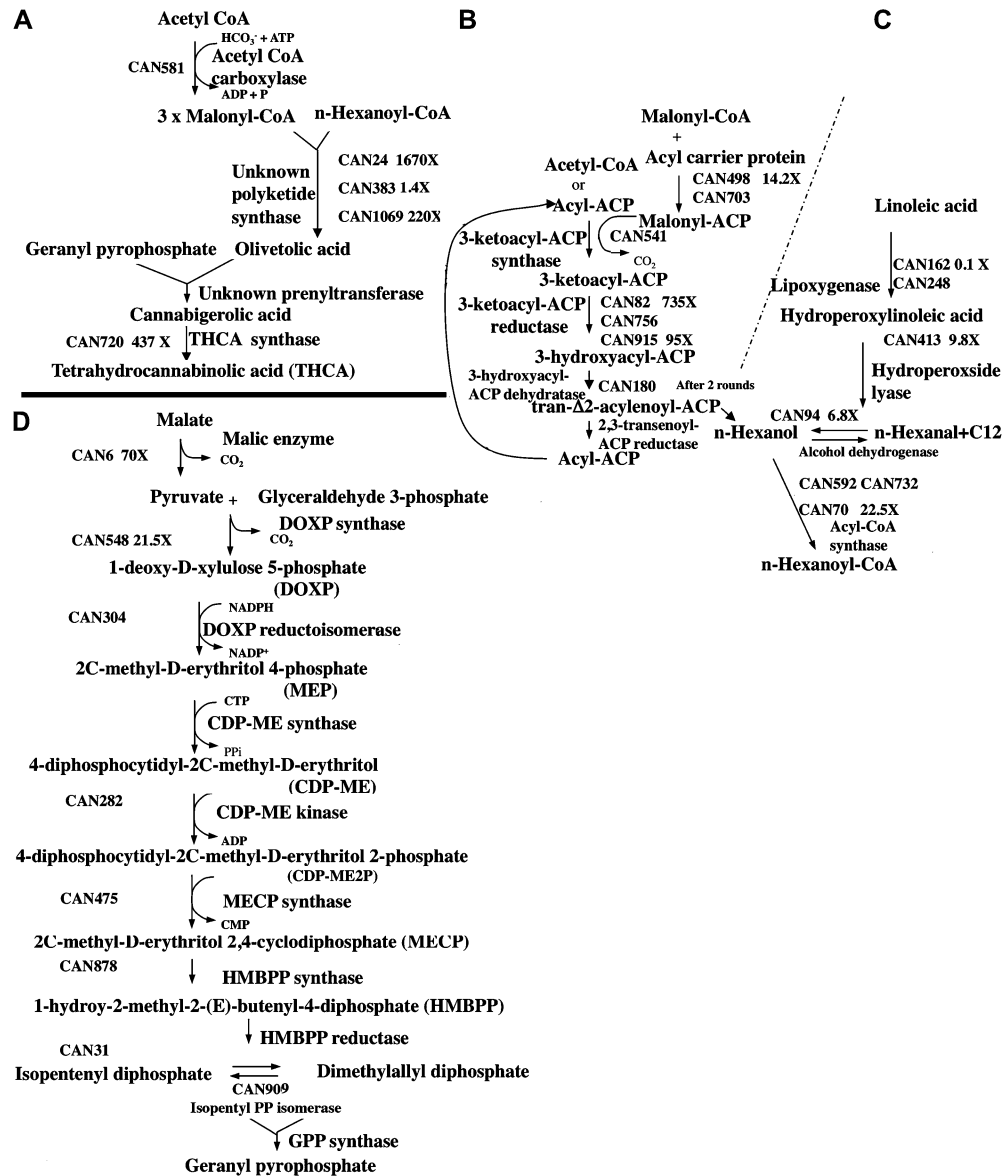 A
Acetyl CoA
HCO3- + ATP
CAN581
Acetyl CoA
carboxylase
ADP + P
3 x Malonyl-CoA
n-Hexanoyl-CoA
Unknown
polyketide
synthase
CAN24 1670X
CAN383 1.4X
CAN1069 220X
Geranyl pyrophosphate
Olivetolic acid
Unknown prenyltransferase
Cannabigerolic acid
CAN720 437 X
THCA synthase
Tetrahydrocannabinolic acid (THCA)
B
Malonyl-CoA
+
Acyl carrier protein
CAN498 14.2X
CAN703
Acetyl-CoA
or
Acyl-ACP
Malonyl-ACP
3-ketoacyl-ACP
synthase
CAN541
CO2
3-ketoacyl-ACP
3-ketoacyl-ACP
reductase
CAN82 735X
CAN756
CAN915 95X
3-hydroxyacyl-ACP
3-hydroxyacyl-
ACP dehydratase
CAN180
After 2 rounds
tran-Δ2-acylenoyl-ACP
2,3-transenoyl-
ACP reductase
Acyl-ACP
C
Linoleic acid
Lipoxygenase
CAN162 0.1 X
CAN248
Hydroperoxylinoleic acid
CAN413 9.8X
Hydroperoxside
lyase
CAN94 6.8X
n-Hexanol
n-Hexanal+C12
Alcohol dehydrogenase
CAN592 CAN732
CAN70 22.5X
Acyl-CoA
synthase
n-Hexanoyl-CoA
D
Malate
CAN6 70X
Malic enzyme
CO2
Pyruvate + Glyceraldehyde 3-phosphate
CAN548 21.5X
DOXP synthase
CO2
1-deoxy-D-xylulose 5-phosphate
(DOXP)
CAN304
NADPH
DOXP reductoisomerase
NADP+
2C-methyl-D-erythritol 4-phosphate
(MEP)
CTP
CDP-ME synthase
PPi
4-diphosphocytidyl-2C-methyl-D-erythritol
(CDP-ME)
CAN282
CDP-ME kinase
ADP
4-diphosphocytidyl-2C-methyl-D-erythritol 2-phosphate
(CDP-ME2P)
CAN475
MECP synthase
CMP
2C-methyl-D-erythritol 2,4-cyclodiphosphate (MECP)
CAN878
HMBPP synthase
1-hydroy-2-methyl-2-(E)-butenyl-4-diphosphate (HMBPP)
HMBPP reductase
CAN31
Isopentenyl diphosphate
Dimethylallyl diphosphate
CAN909
Isopentyl PP isomerase
GPP synthase
Geranyl pyrophosphate